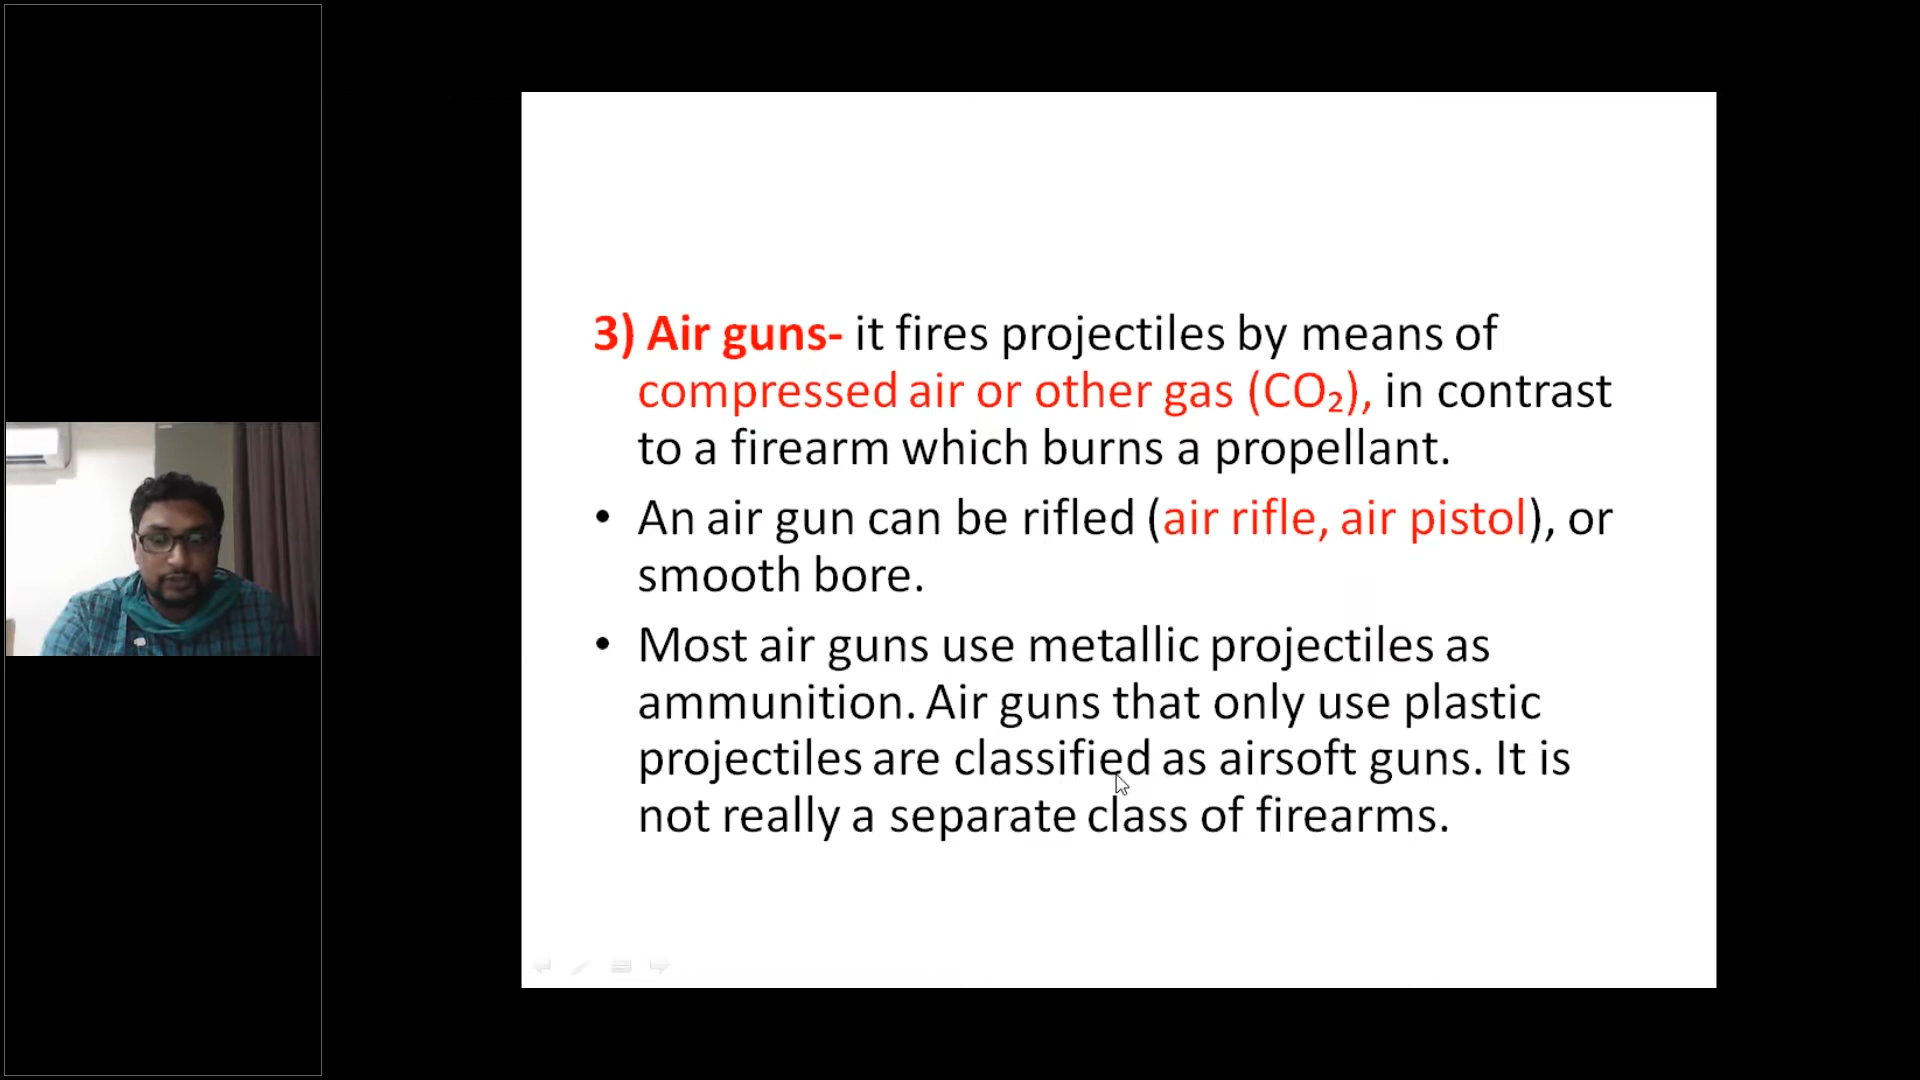 3) Air guns- it fires projectiles by means of
compressed air or other gas (CO₂), in contrast
to a firearm which burns a propellant.
• An air gun can be rifled (air rifle, air pistol), or
smooth bore.
• Most air guns use metallic projectiles as
ammunition. Air guns that only use plastic
projectiles are classified as airsoft guns. It is
not really a separate class of firearms.